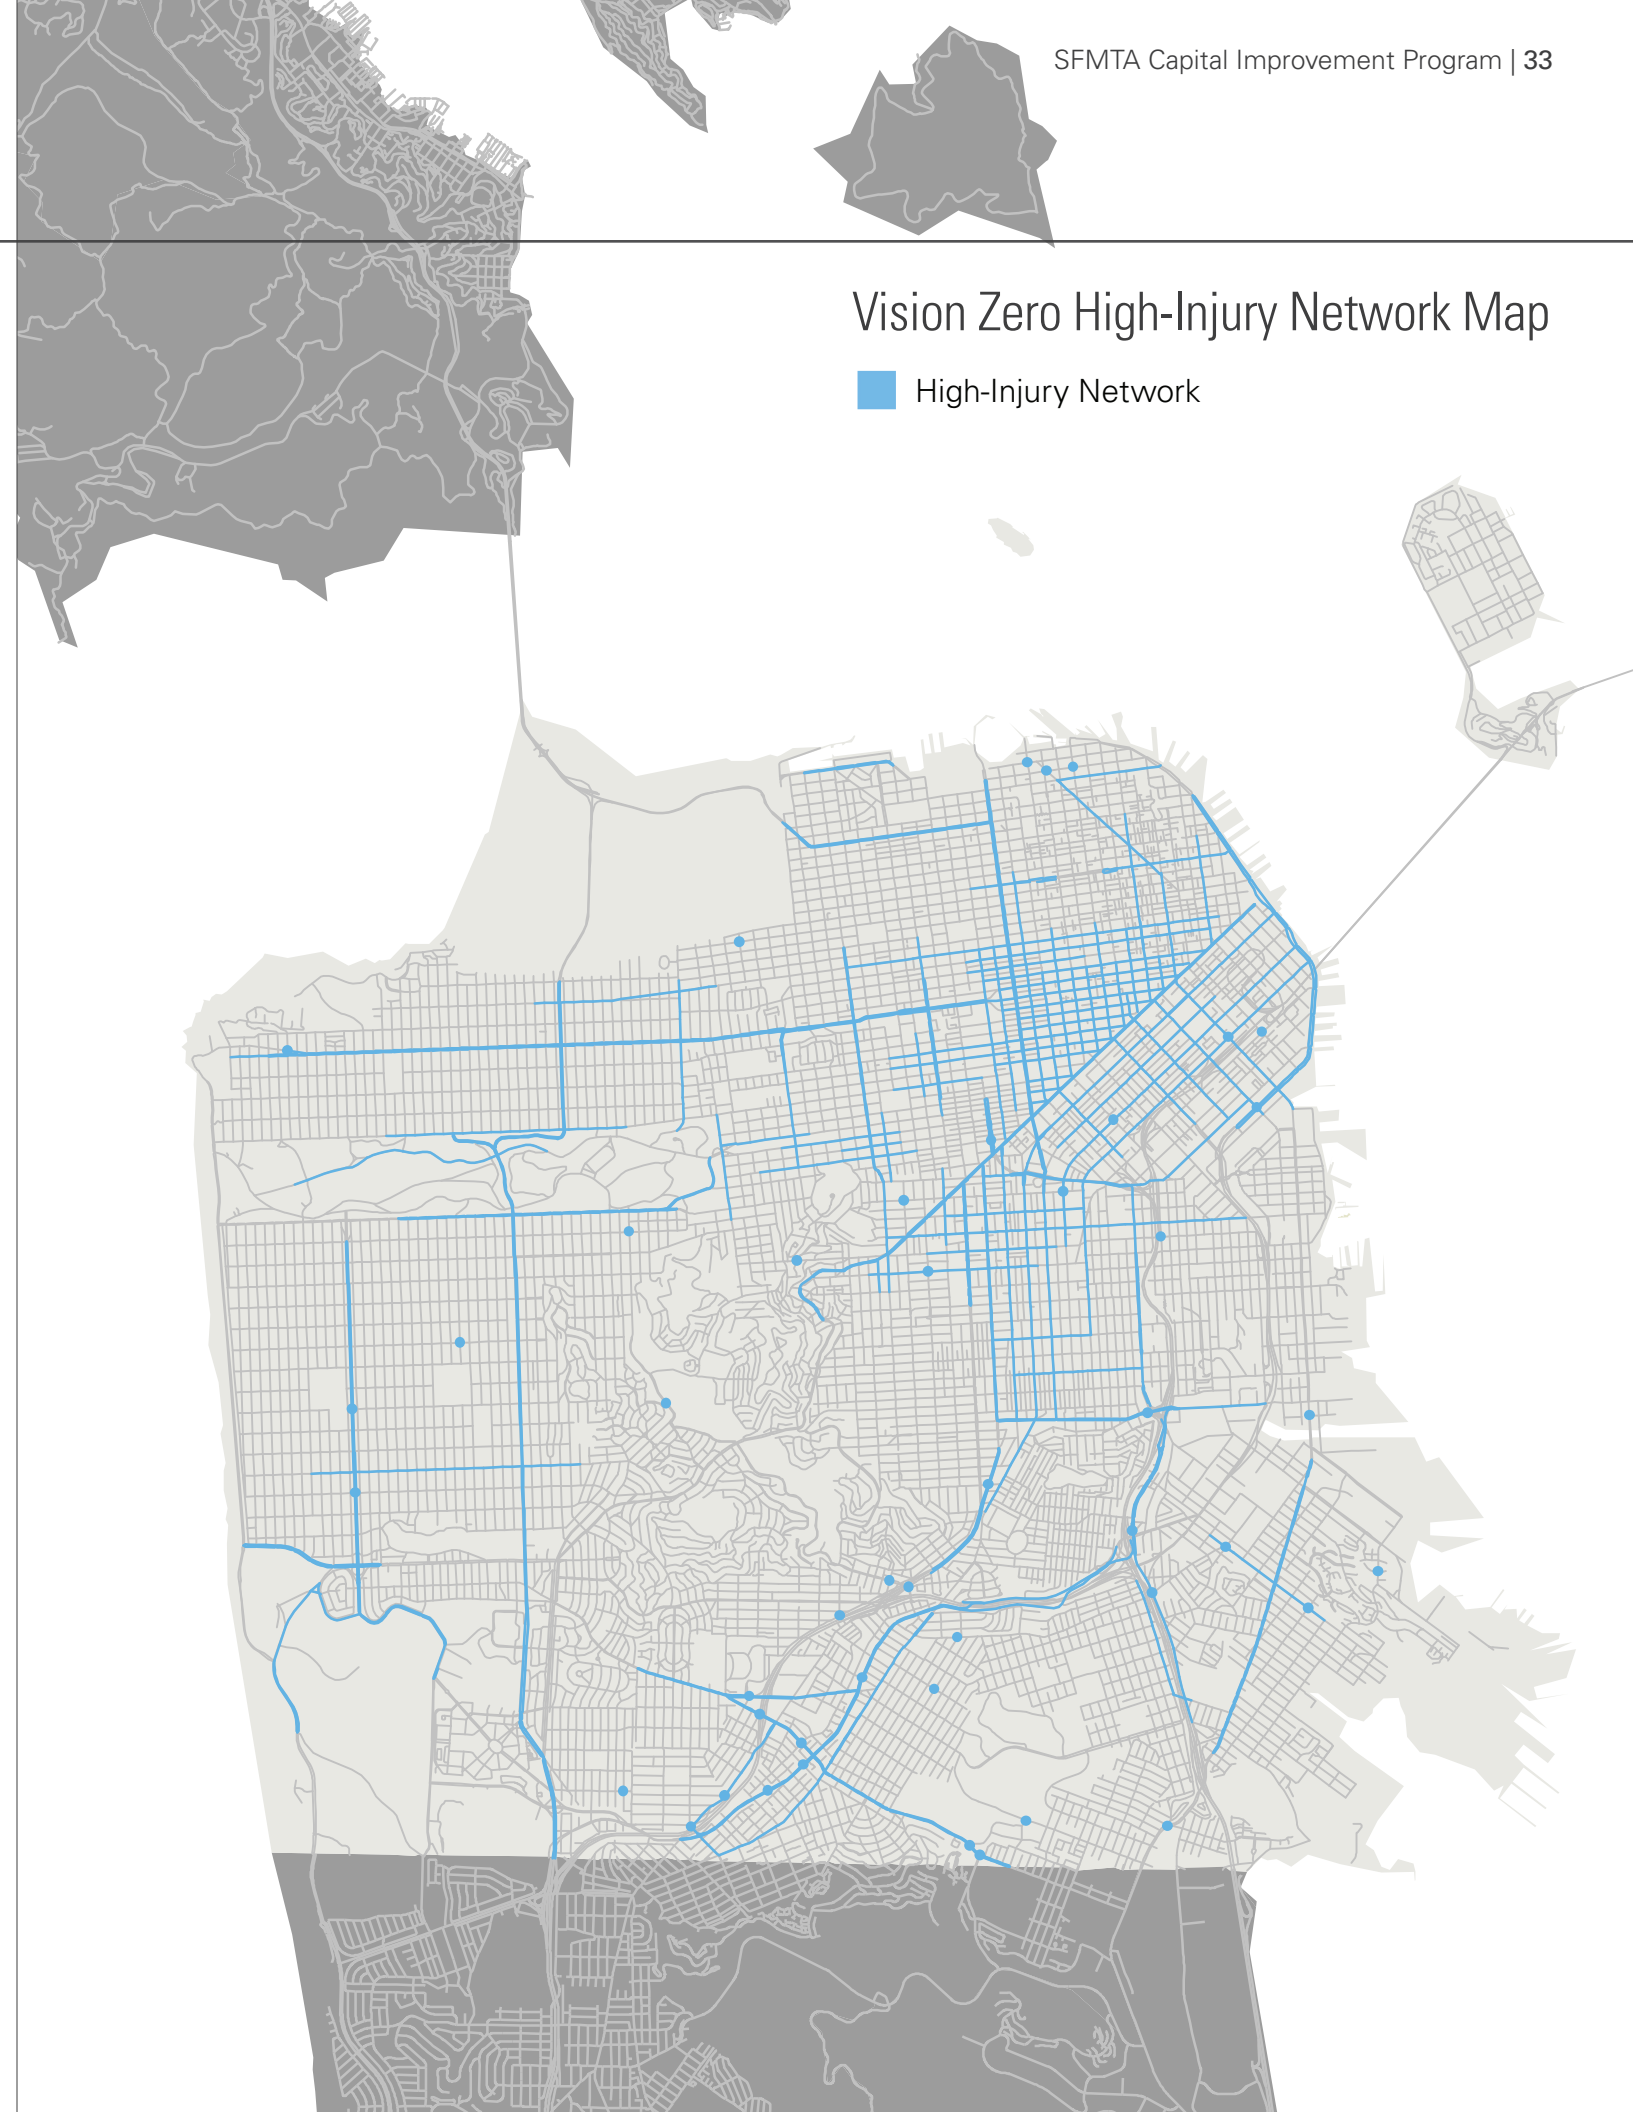 SFMTA Capital Improvement Program | 33
Vision Zero High-Injury Network Map
High-Injury Network